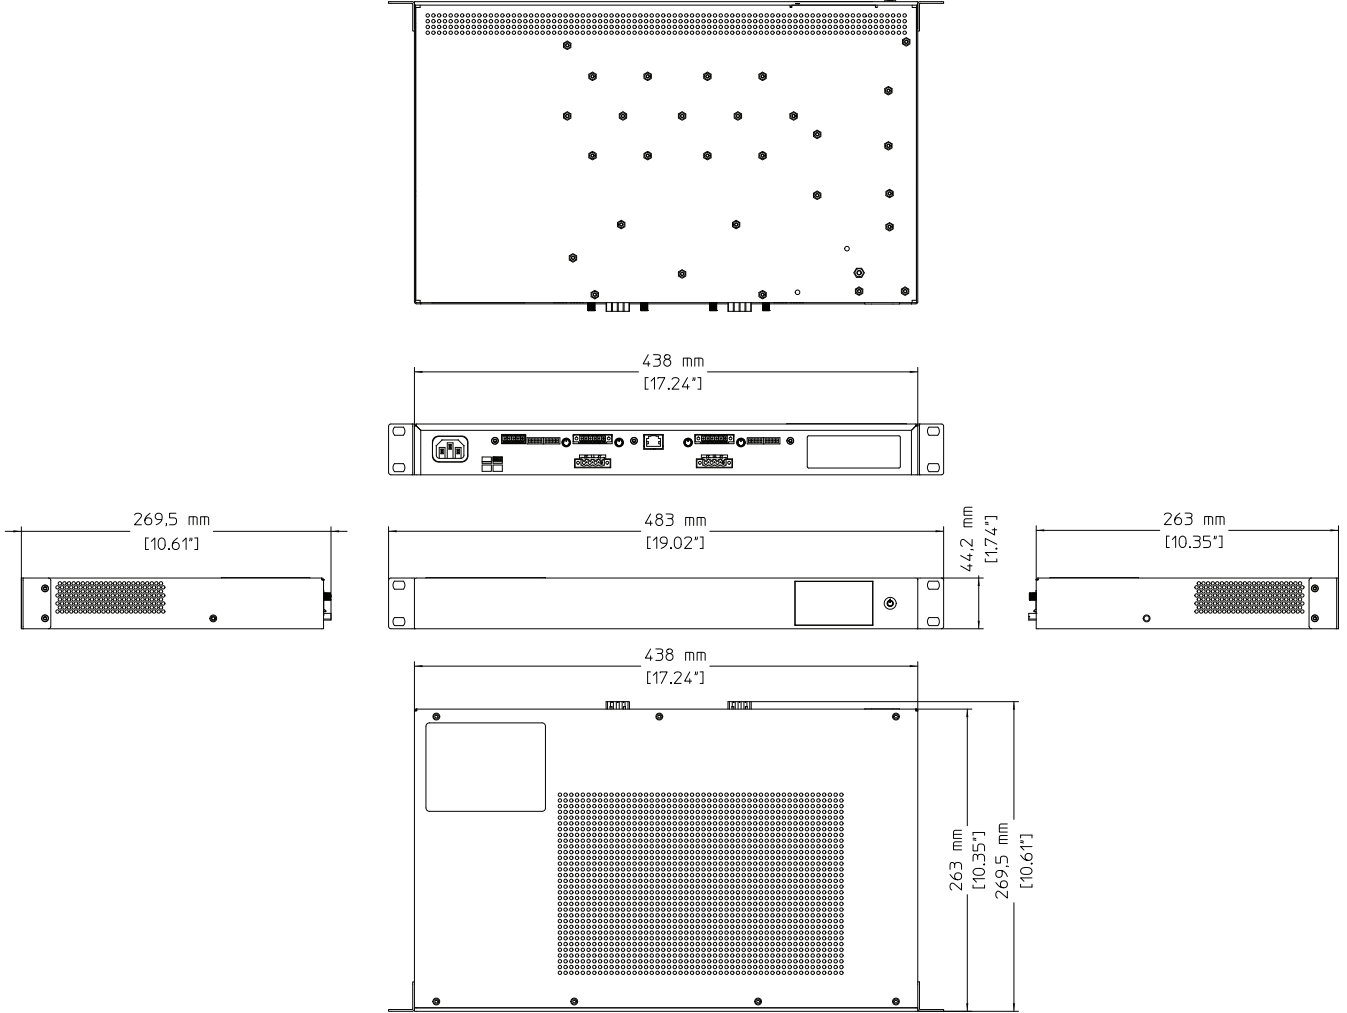 438 mm
[17.24"]
269,5 mm
[10.61"]
483 mm
[19.02"]
44,2 mm
[1.74"]
263 mm
[10.35"]
438 mm
[17.24"]
263 mm
[10.35"]
269,5 mm
[10.61"]